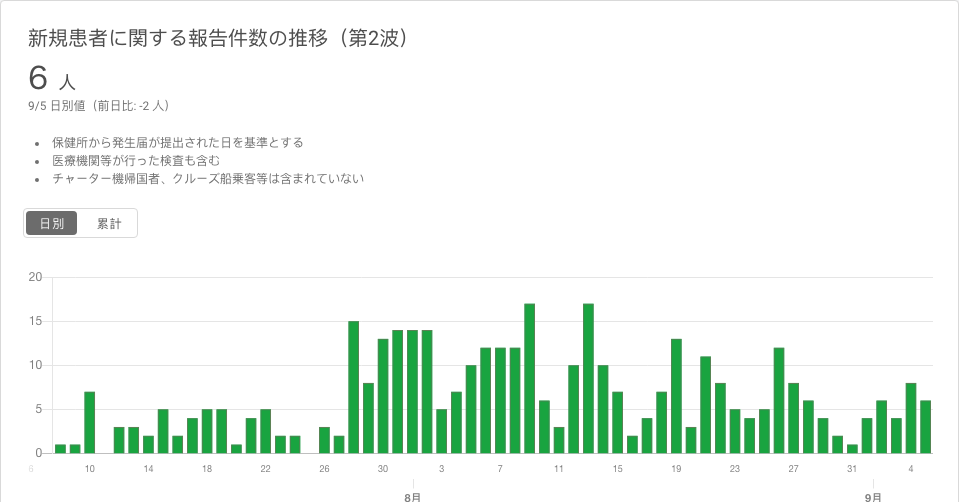 新規患者に関する報告件数の推移（第2波）
6 人
9/5 日別値（前日比: -2 人）
保健所から発生届が提出された日を基準とする
医療機関等が行った検査も含む
チャーター機帰国者、クルーズ船乗客等は含まれていない
日別 累計
20
15
10
5
0
6 10 14 18 22 26 30 3 7 11 15 19 23 27 31 4
8月 9月